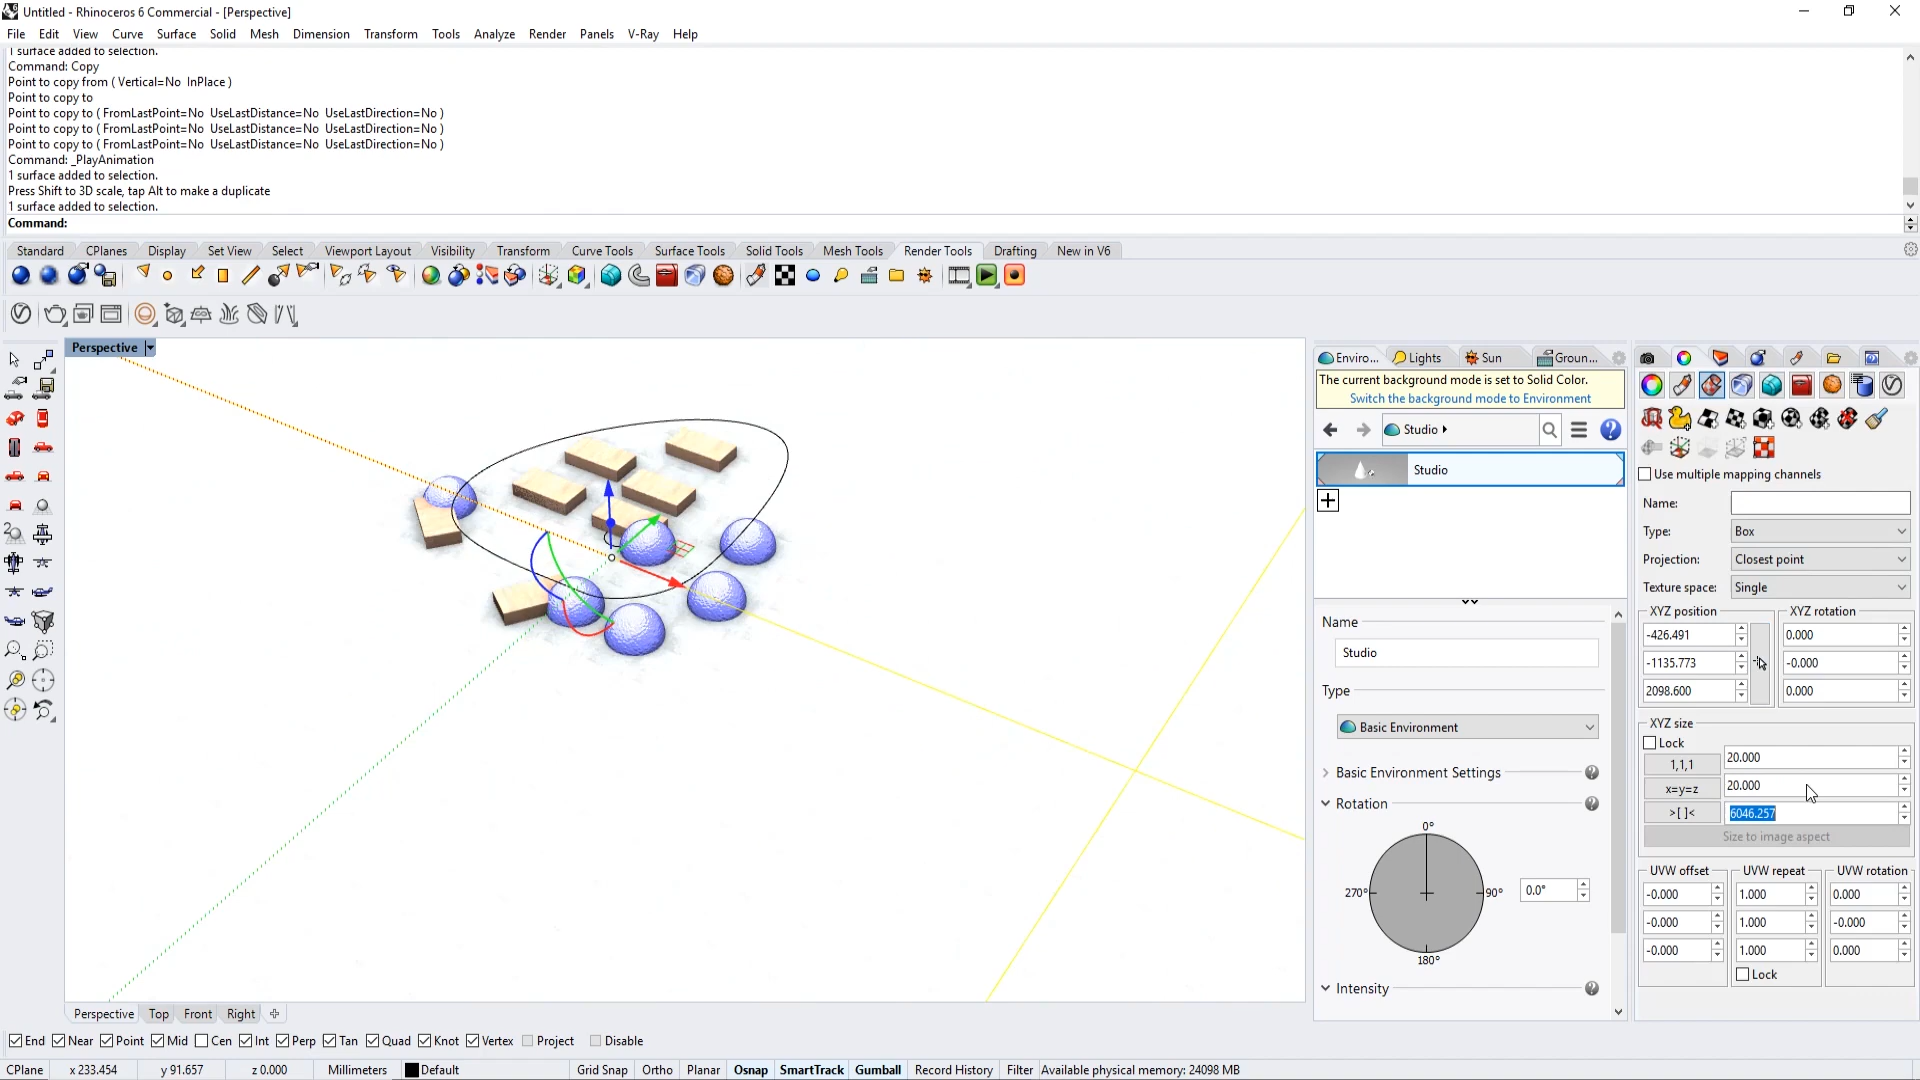 Untitled - Rhinoceros 6 Commercial - [Perspective]
File Edit View Curve Surface Solid Mesh Dimension Transform Tools Analyze Render Panels V-Ray Help
1 surface added to selection.
Command: Copy
Point to copy from ( Vertical=No InPlace )
Point to copy to
Point to copy to ( FromLastPoint=No UseLastDistance=No UseLastDirection=No )
Point to copy to ( FromLastPoint=No UseLastDistance=No UseLastDirection=No )
Point to copy to ( FromLastPoint=No UseLastDistance=No UseLastDirection=No )
Command: _PlayAnimation
1 surface added to selection.
Press Shift to 3D scale, tap Alt to make a duplicate
1 surface added to selection.
Command:
Standard CPlanes Display Set View Select Viewport Layout Visibility Transform Curve Tools Surface Tools Solid Tools Mesh Tools Render Tools Drafting New in V6
Perspective
Enviro... Lights Sun Groun...
The current background mode is set to Solid Color.
Switch the background mode to Environment
Studio
Studio
Name
Studio
Type
Basic Environment
Basic Environment Settings
Rotation
0°
270° 90° 0.0°
180°
Intensity
Use multiple mapping channels
Name:
Type: Box
Projection: Closest point
Texture space: Single
XYZ position XYZ rotation
-426.491 0.000
-1135.773 -0.000
2098.600 0.000
XYZ size
Lock
1,1,1 20.000
x=y=z 20.000
>[ ]< 6046.257
Size to image aspect
UVW offset UVW repeat UVW rotation
-0.000 1.000 0.000
-0.000 1.000 -0.000
-0.000 1.000 0.000
Lock
Perspective Top Front Right
End Near Point Mid Cen Int Perp Tan Quad Knot Vertex Project Disable
CPlane x 233.454 y 91.657 z 0.000 Millimeters Default Grid Snap Ortho Planar Osnap SmartTrack Gumball Record History Filter Available physical memory: 24098 MB